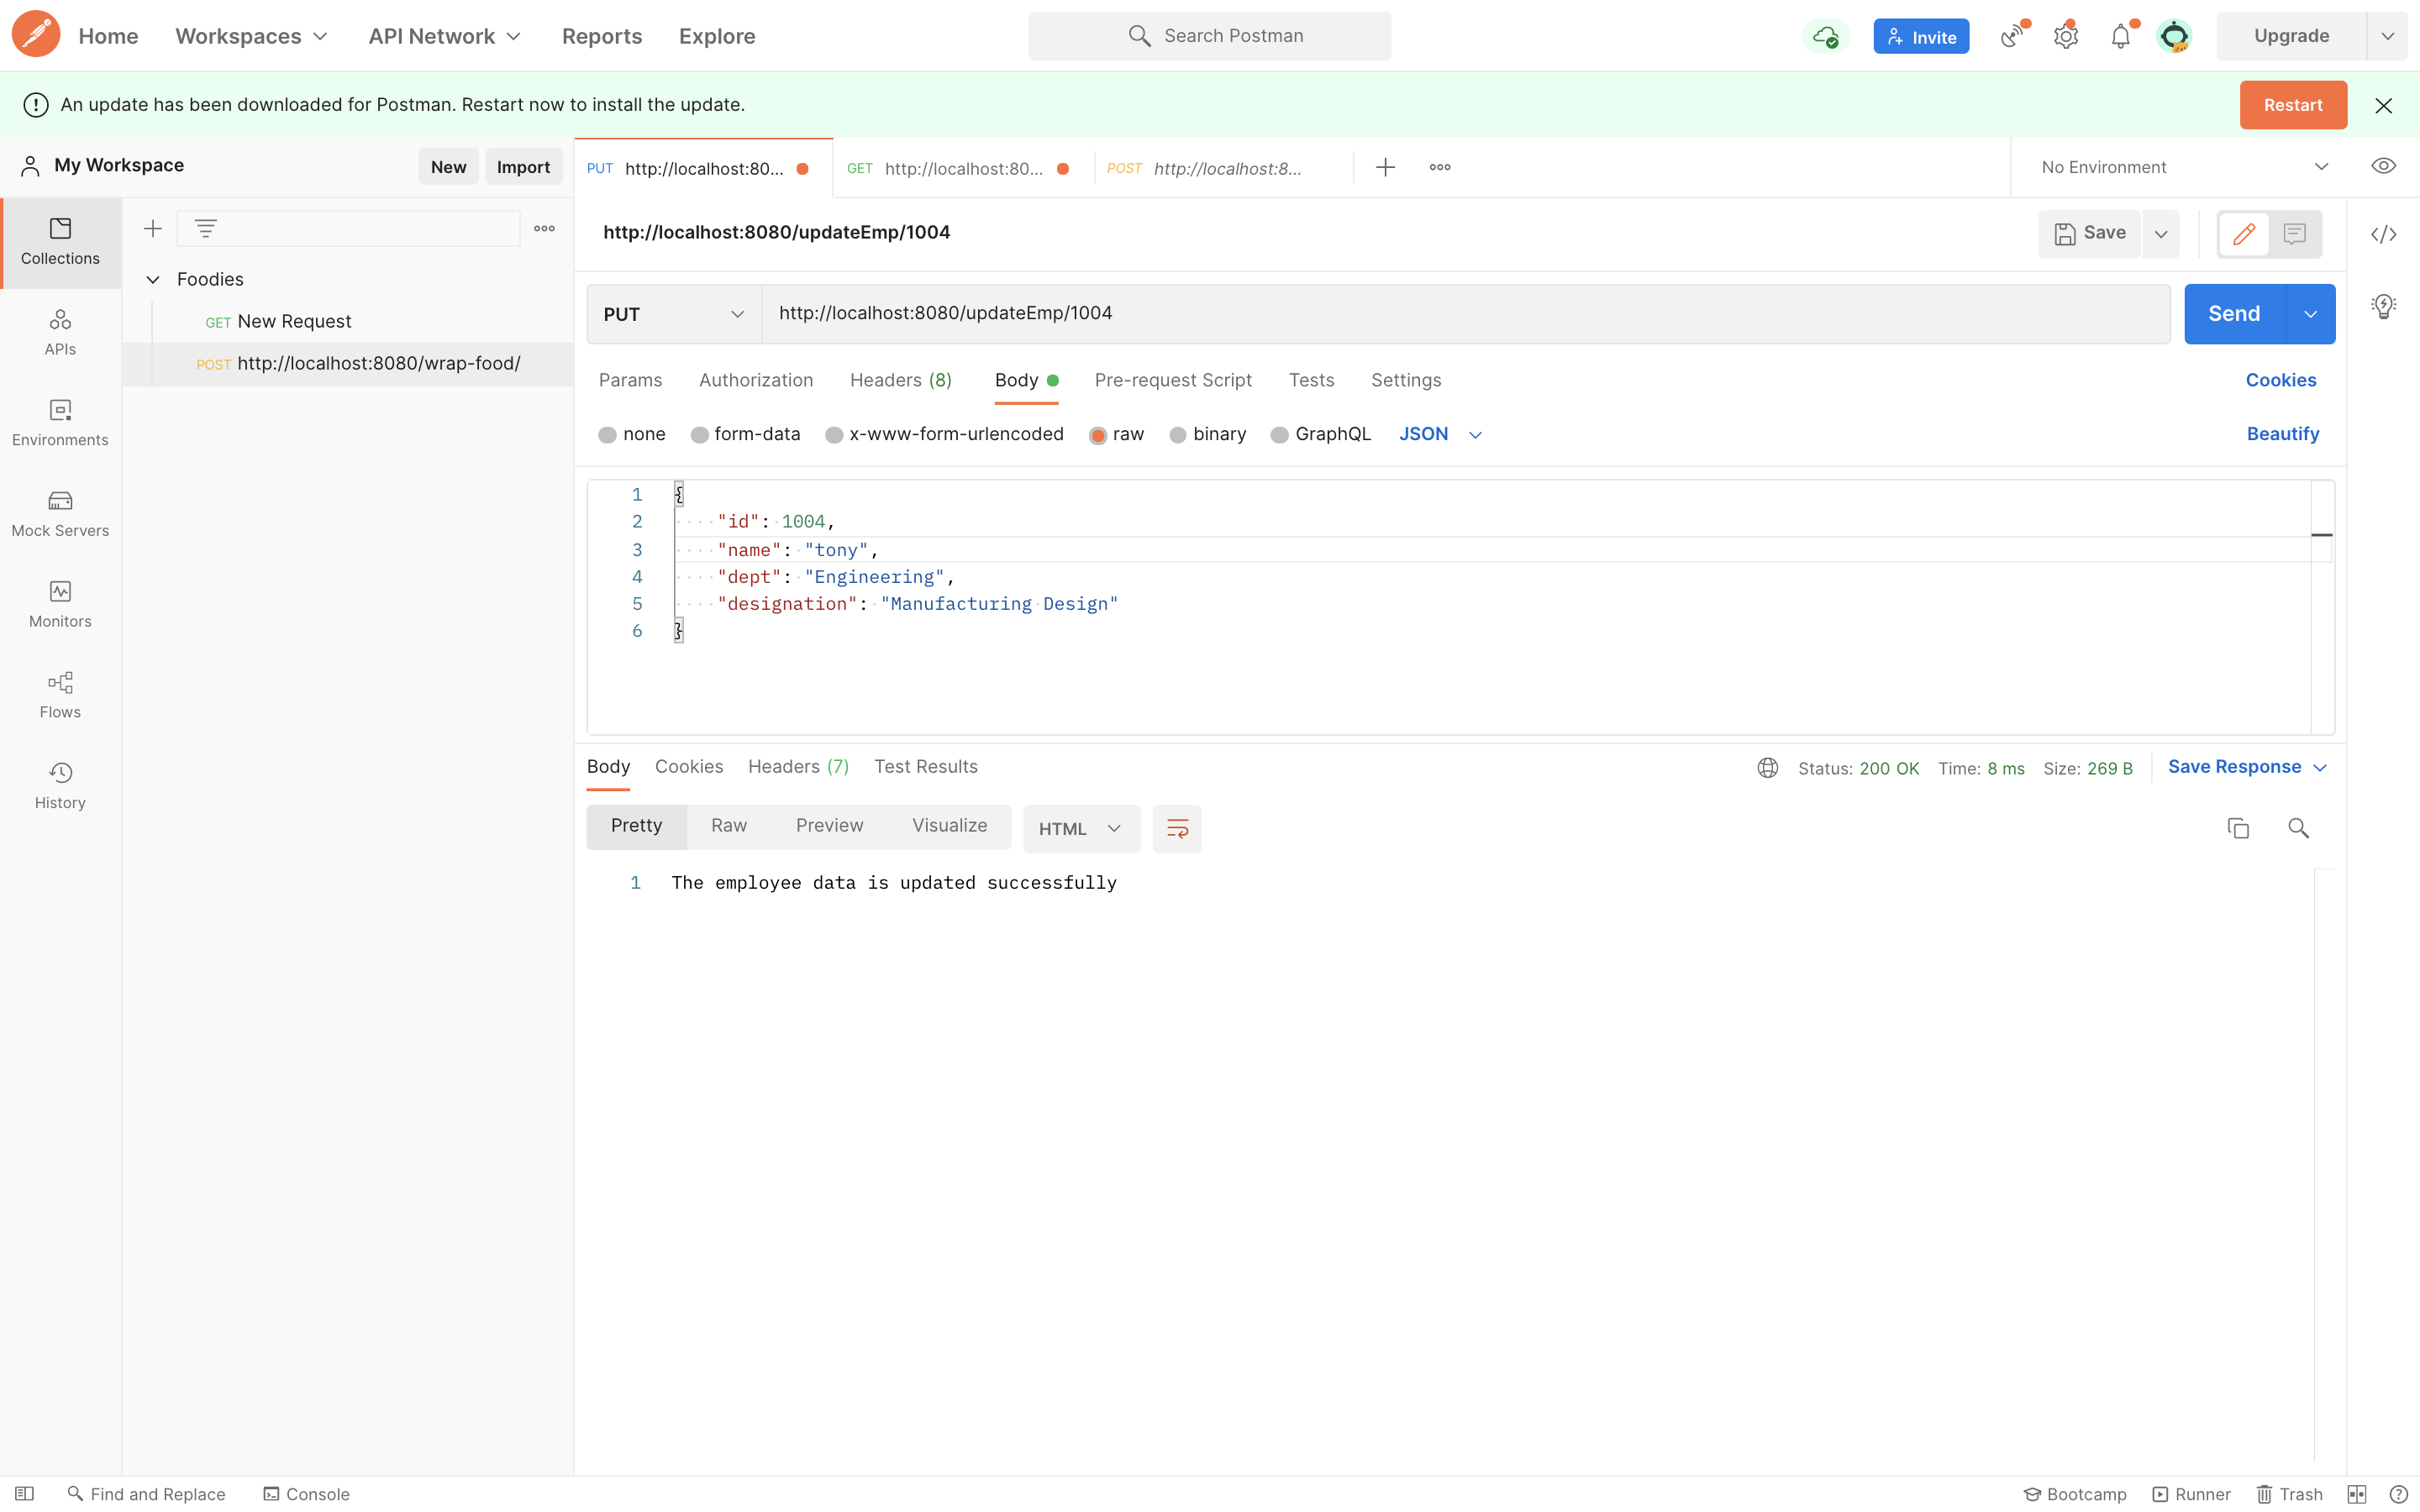 Home Workspaces API Network Reports Explore Search Postman Invite Upgrade
An update has been downloaded for Postman. Restart now to install the update. Restart
My Workspace New Import PUT http://localhost:80... GET http://localhost:80... POST http://localhost:8... No Environment
Collections
APIs
Environments
Mock Servers
Monitors
Flows
History
Foodies
GET New Request
POST http://localhost:8080/wrap-food/
http://localhost:8080/updateEmp/1004 Save
PUT http://localhost:8080/updateEmp/1004 Send
Params Authorization Headers (8) Body Pre-request Script Tests Settings Cookies
none form-data x-www-form-urlencoded raw binary GraphQL JSON Beautify
1 {
2 "id": 1004,
3 "name": "tony",
4 "dept": "Engineering",
5 "designation": "Manufacturing Design"
6 }
Body Cookies Headers (7) Test Results Status: 200 OK Time: 8 ms Size: 269 B Save Response
Pretty Raw Preview Visualize HTML
1 The employee data is updated successfully
Find and Replace Console Bootcamp Runner Trash